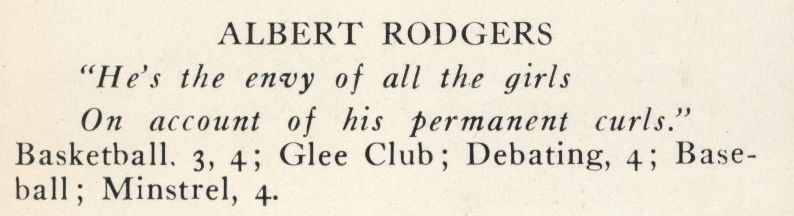 ALBERT RODGERS
"He's the envy of all the girls
On account of his permanent curls."
Basketball. 3, 4; Glee Club; Debating, 4; Base-
ball; Minstrel, 4.